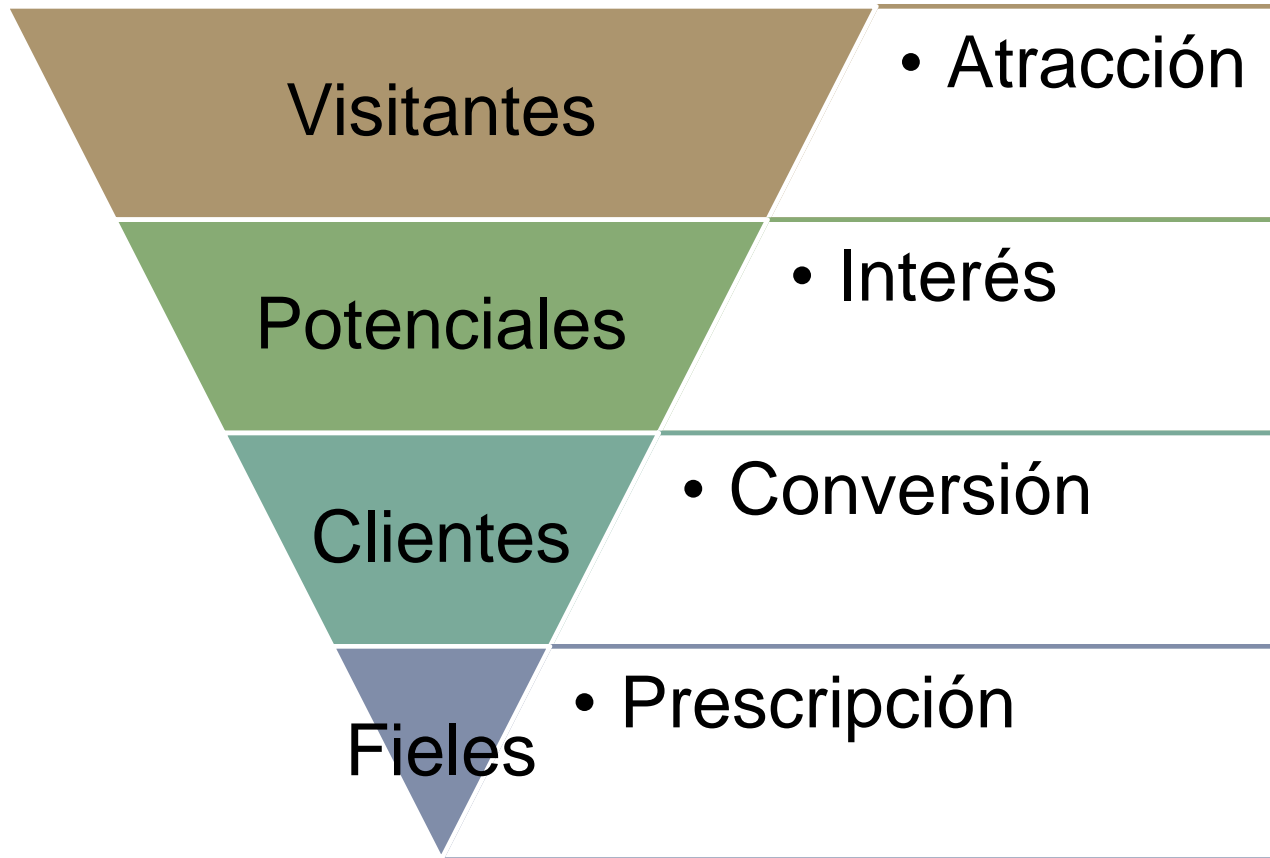 Visitantes
• Atracción
Potenciales
• Interés
Clientes
• Conversión
Fieles
• Prescripción